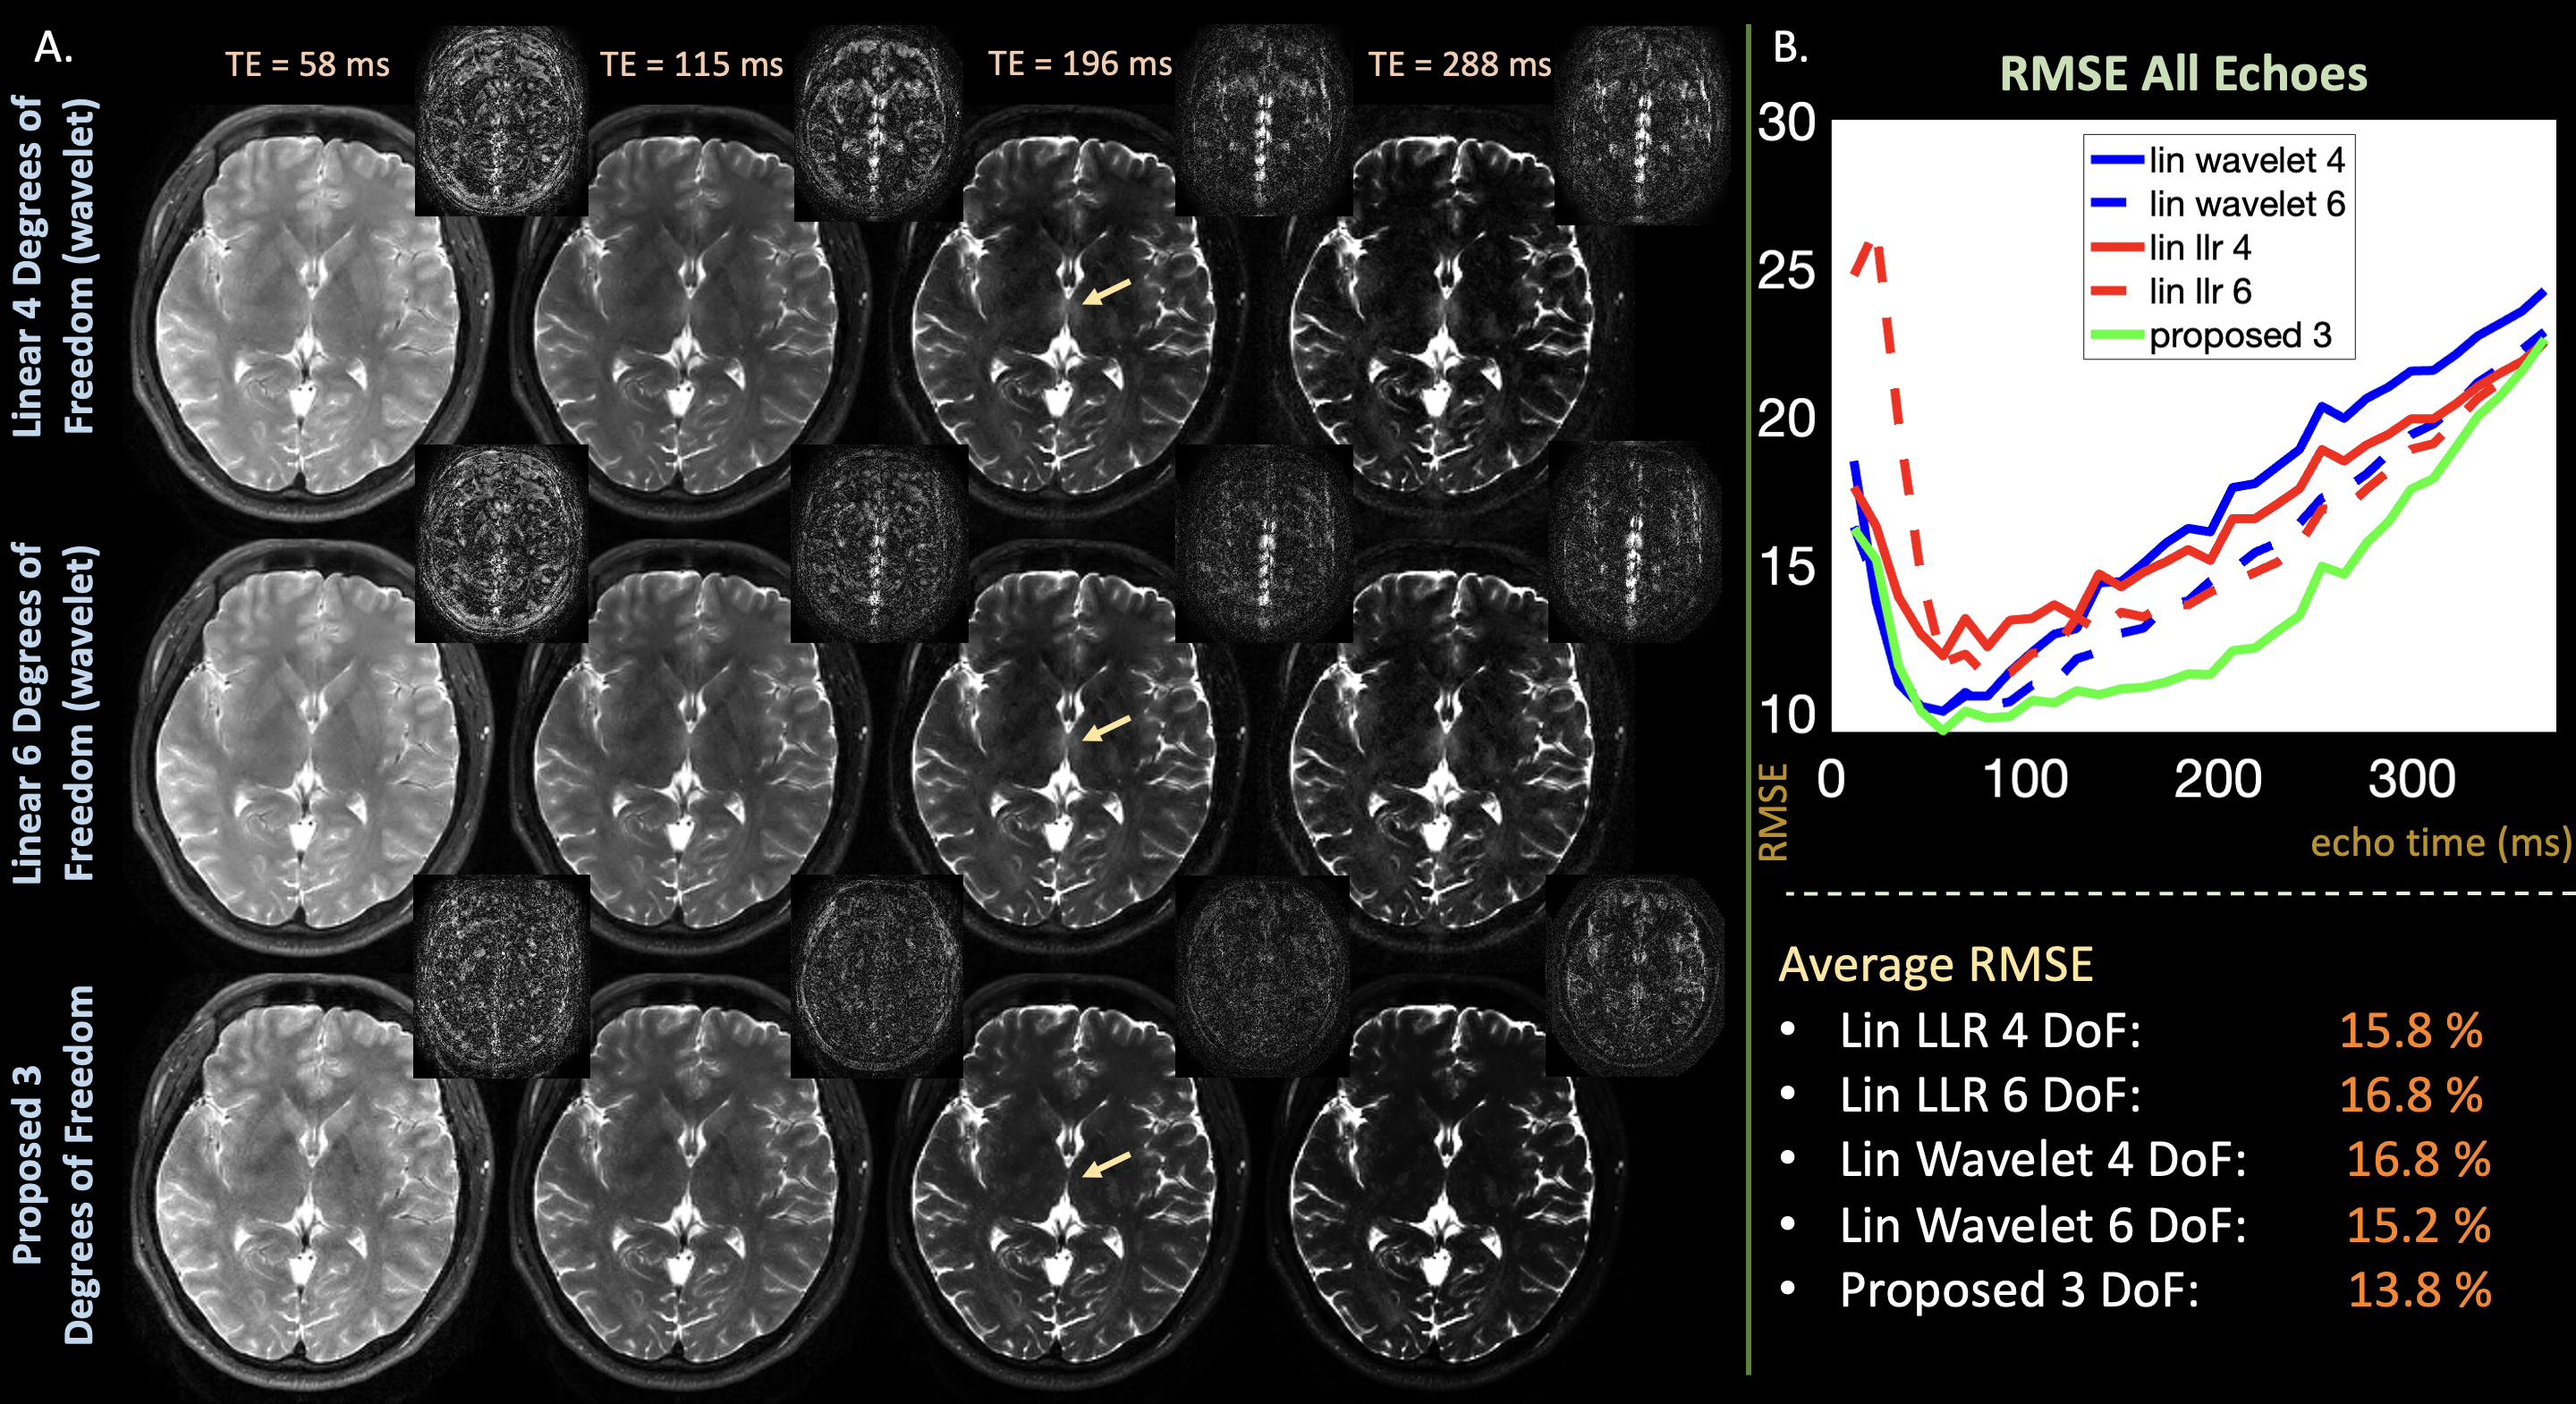 A.
TE = 58 ms
TE = 115 ms
TE = 196 ms
TE = 288 ms
Linear 4 Degrees of
Freedom (wavelet)
Linear 6 Degrees of
Freedom (wavelet)
Proposed 3
Degrees of Freedom
B.
RMSE All Echoes
30
25
20
15
10
lin wavelet 4
lin wavelet 6
lin llr 4
lin llr 6
proposed 3
0
100
200
300
RMSE
echo time (ms)
Average RMSE
• Lin LLR 4 DoF: 15.8 %
• Lin LLR 6 DoF: 16.8 %
• Lin Wavelet 4 DoF: 16.8 %
• Lin Wavelet 6 DoF: 15.2 %
• Proposed 3 DoF: 13.8 %